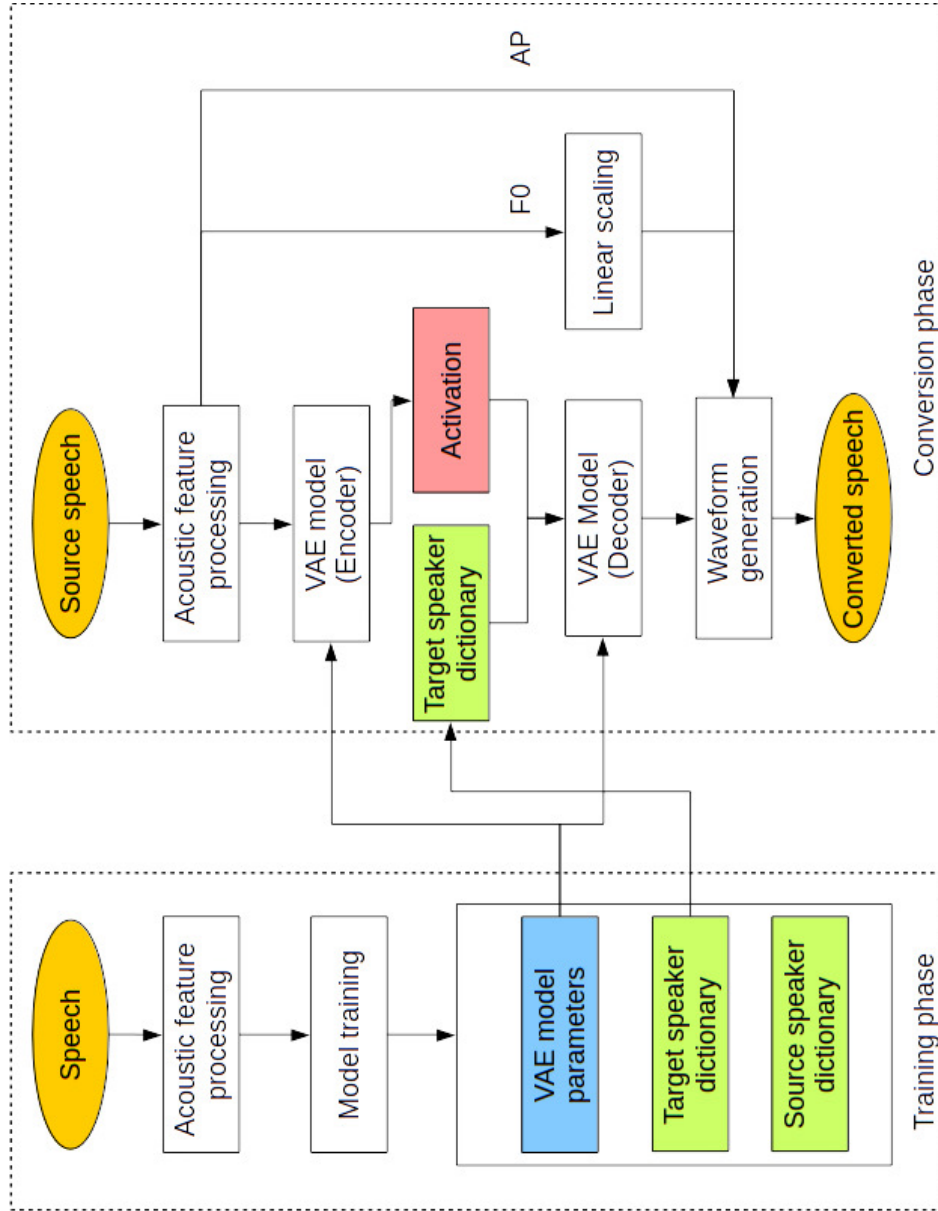 Speech
Acoustic feature
processing
Model training
VAE model
parameters
Target speaker
dictionary
Source speaker
dictionary
Training phase
Source speech
Acoustic feature
processing
VAE model
(Encoder)
Target speaker
dictionary
Activation
VAE Model
(Decoder)
Waveform
generation
Converted speech
F0
Linear scaling
AP
Conversion phase